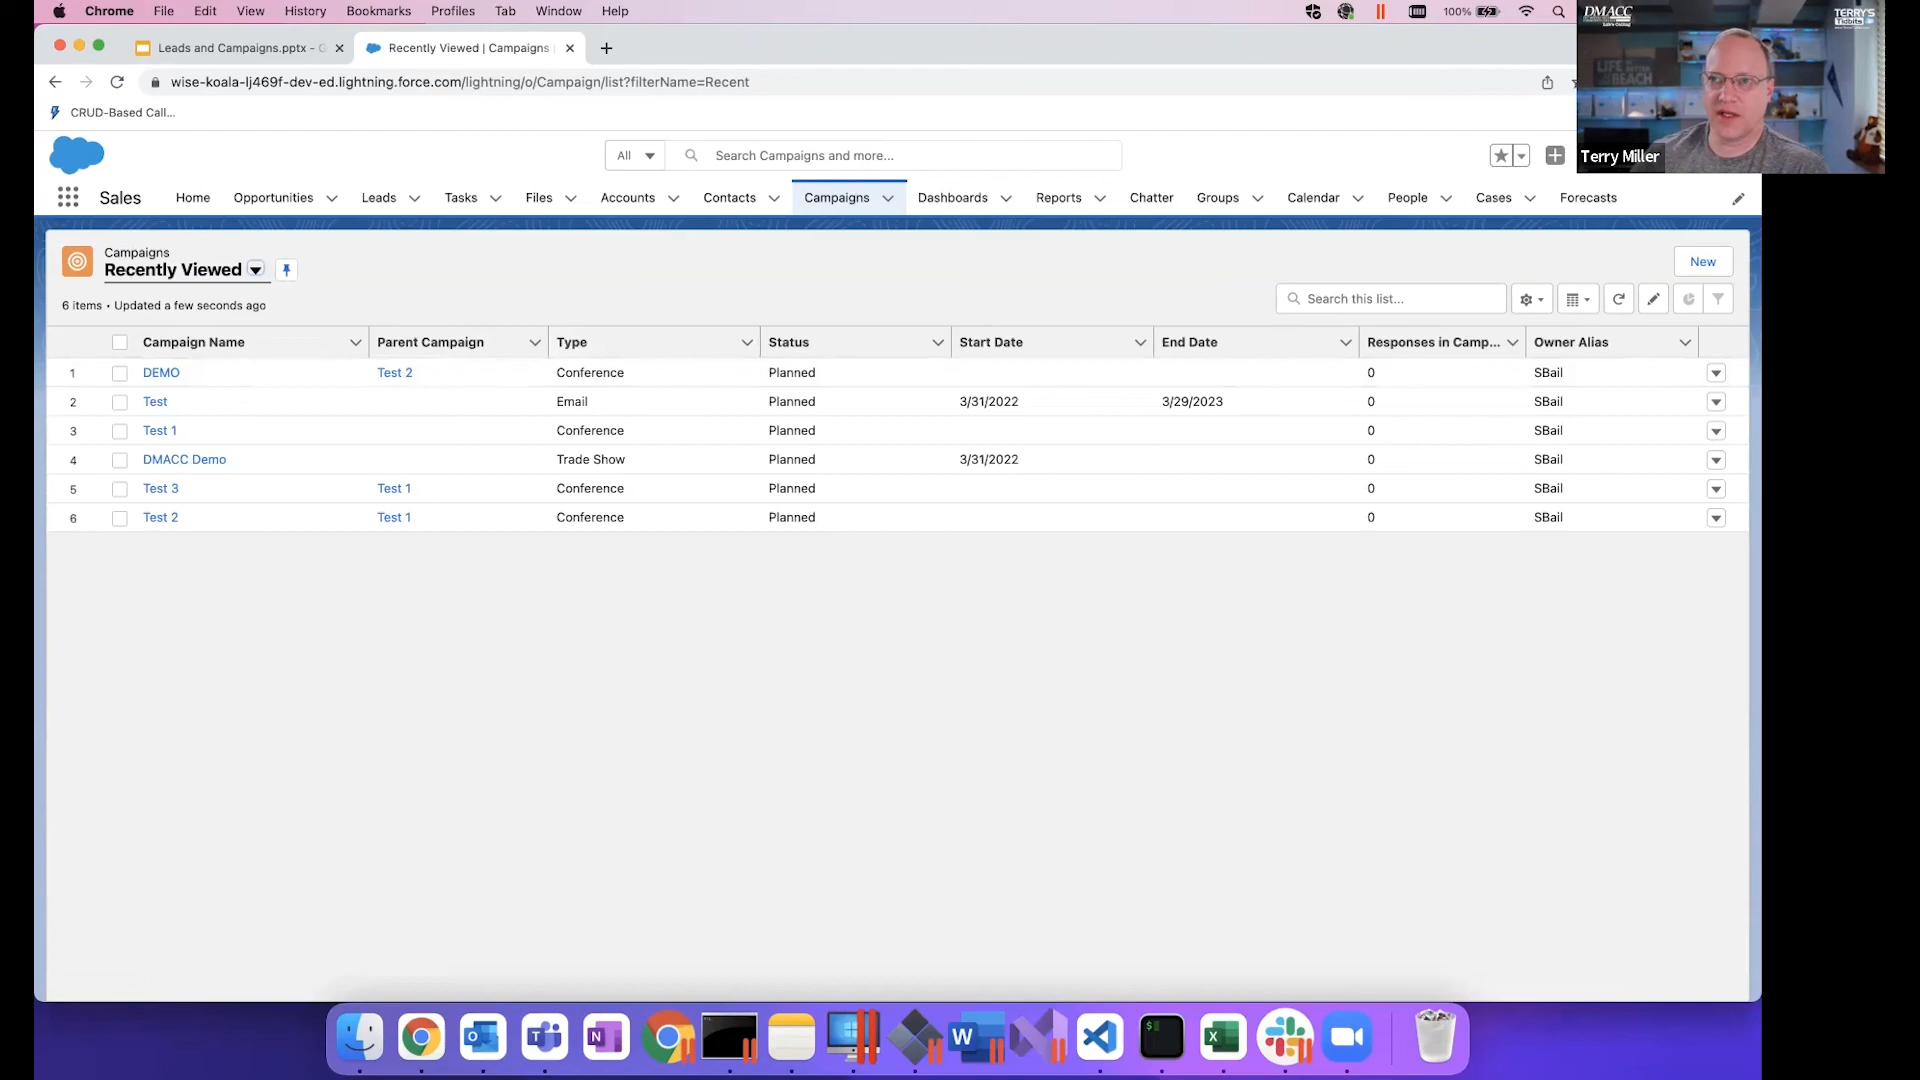 Chrome File Edit View History Bookmarks Profiles Tab Window Help 100%
Leads and Campaigns.pptx - G
Recently Viewed | Campaigns
wise-koala-lj469f-dev-ed.lightning.force.com/lightning/o/Campaign/list?filterName=Recent
CRUD-Based Call...
All
Search Campaigns and more...
Sales Home Opportunities Leads Tasks Files Accounts Contacts Campaigns Dashboards Reports Chatter Groups Calendar People Cases Forecasts
Campaigns
Recently Viewed
New
6 items • Updated a few seconds ago
Search this list...
Campaign Name Parent Campaign Type Status Start Date End Date Responses in Camp... Owner Alias
1 DEMO Test 2 Conference Planned 0 SBail
2 Test Email Planned 3/31/2022 3/29/2023 0 SBail
3 Test 1 Conference Planned 0 SBail
4 DMACC Demo Trade Show Planned 3/31/2022 0 SBail
5 Test 3 Test 1 Conference Planned 0 SBail
6 Test 2 Test 1 Conference Planned 0 SBail
DMACC
TERRY'S
Tidbits
LIFE IS BETTER
BEACH
Terry Miller